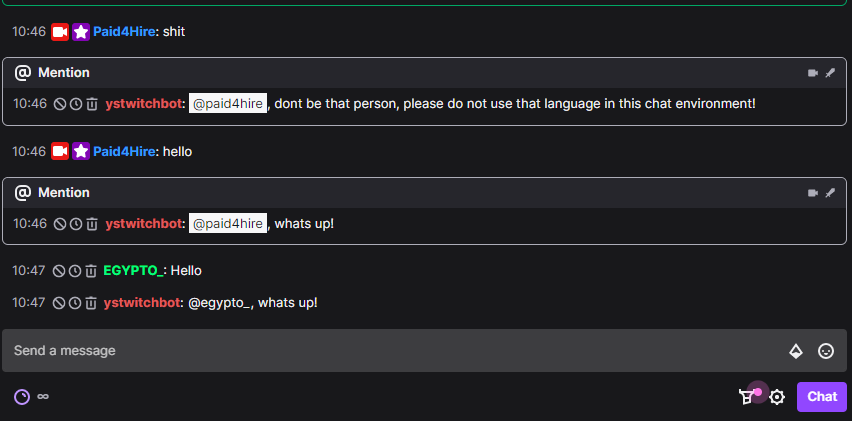 10:46 Paid4Hire: shit
@ Mention
10:46 ystwitchbot: @paid4hire, dont be that person, please do not use that language in this chat environment!
10:46 Paid4Hire: hello
@ Mention
10:46 ystwitchbot: @paid4hire, whats up!
10:47 EGYPTO_: Hello
10:47 ystwitchbot: @egypto_, whats up!
Send a message
∞ Chat